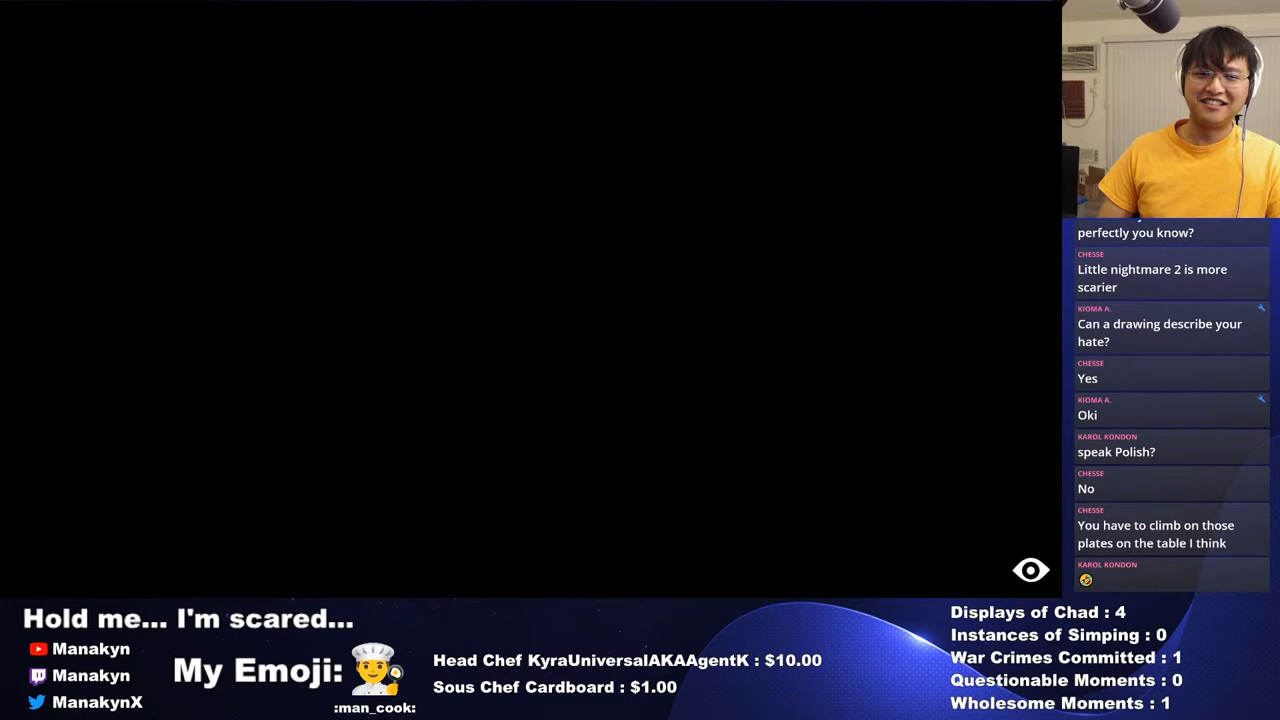 perfectly you know?
CHESSE
Little nightmare 2 is more
scarier
KIOMA A.
Can a drawing describe your
hate?
CHESSE
Yes
KIOMA A.
Oki
KAROL KONDON
speak Polish?
CHESSE
No
CHESSE
You have to climb on those
plates on the table I think
KAROL KONDON
Hold me... I'm scared...
Manakyn
Manakyn
ManakynX
My Emoji:
:man_cook:
Head Chef KyraUniversalAKAAgentK : $10.00
Sous Chef Cardboard : $1.00
Displays of Chad : 4
Instances of Simping : 0
War Crimes Committed : 1
Questionable Moments : 0
Wholesome Moments : 1